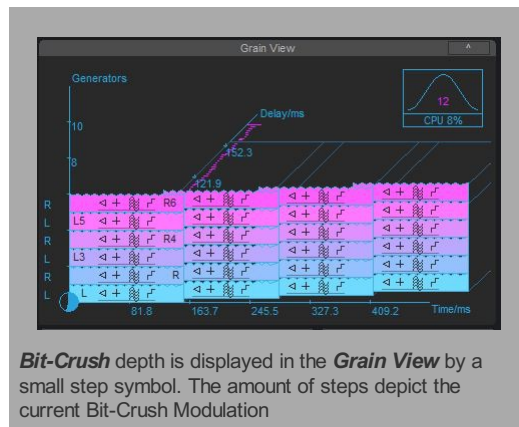 Grain View ^
Generators
10
8
Delay/ms
152.3
121.9
12
CPU 8%
R R6
L L5
R R4
L L3
R R
L L
81.8 163.7 245.5 327.3 409.2 Time/ms
Bit-Crush depth is displayed in the Grain View by a
small step symbol. The amount of steps depict the
current Bit-Crush Modulation